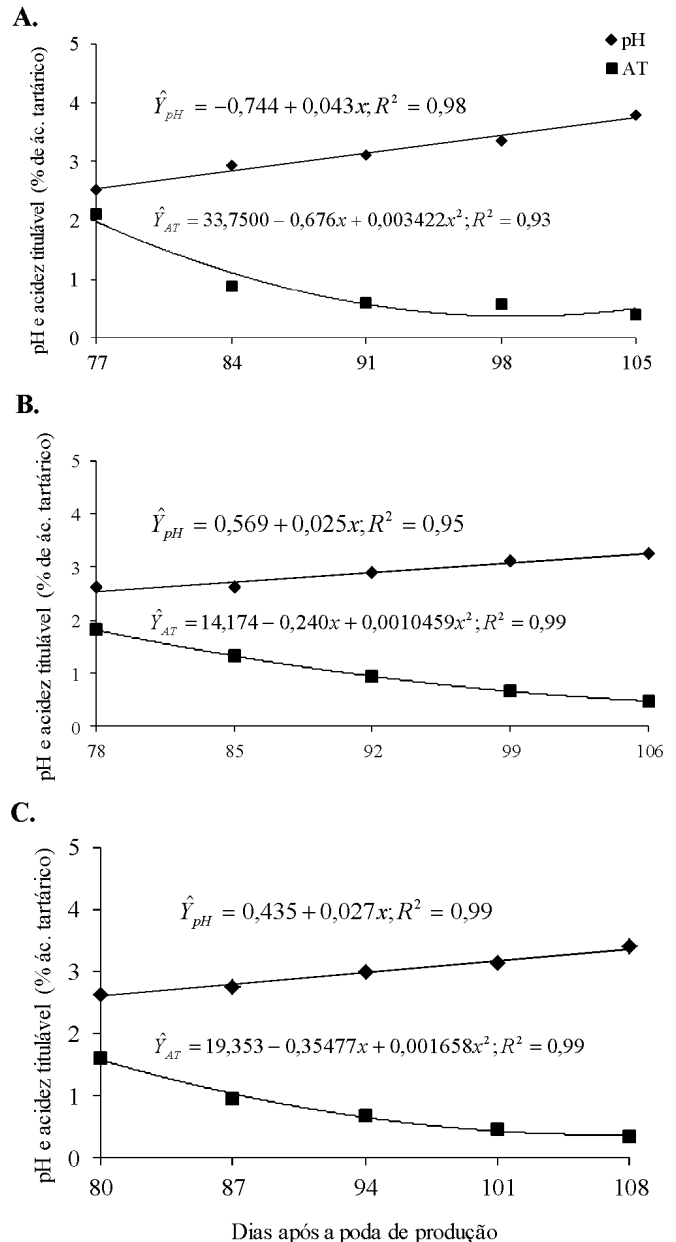 A.
pH e acidez titulável (% de ác. tartárico)
5
4
3
2
1
0
pH
AT
Ŷ_pH = −0,744 + 0,043x; R² = 0,98
Ŷ_AT = 33,7500 − 0,676x + 0,003422x²; R² = 0,93
77 84 91 98 105
B.
pH e acidez titulável (% de ác. tartárico)
5
4
3
2
1
0
Ŷ_pH = 0,569 + 0,025x; R² = 0,95
Ŷ_AT = 14,174 − 0,240x + 0,0010459x²; R² = 0,99
78 85 92 99 106
C.
pH e acidez titulável (% ác. tartárico)
5
4
3
2
1
0
Ŷ_pH = 0,435 + 0,027x; R² = 0,99
Ŷ_AT = 19,353 − 0,35477x + 0,001658x²; R² = 0,99
80 87 94 101 108
Dias após a poda de produção